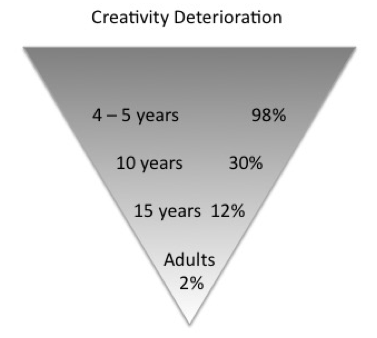 Creativity Deterioration
4 – 5 years 98%
10 years 30%
15 years 12%
Adults
2%